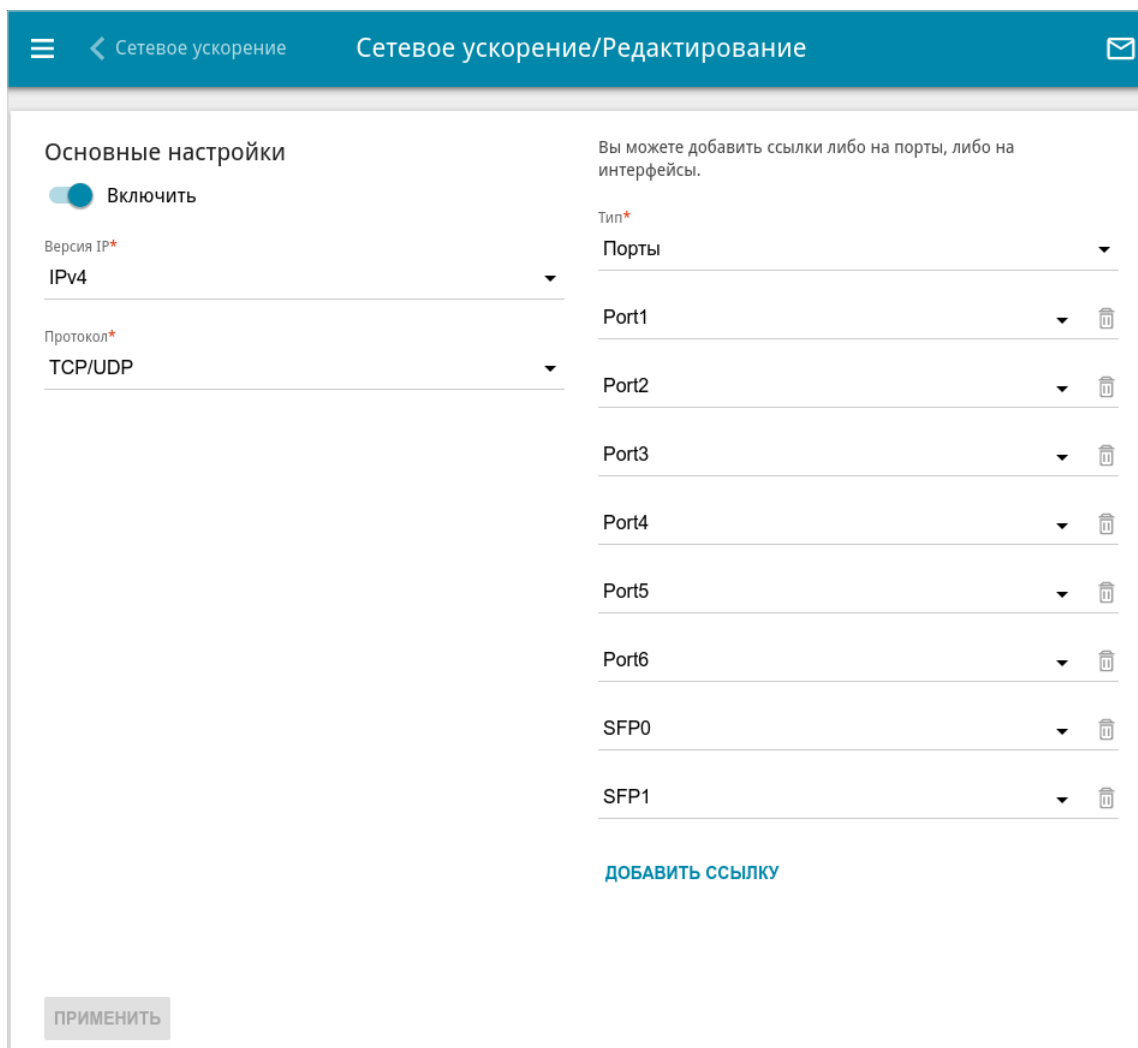 Сетевое ускорение
Сетевое ускорение/Редактирование
Основные настройки
Включить
Версия IP*
IPv4
Протокол*
TCP/UDP
Вы можете добавить ссылки либо на порты, либо на
интерфейсы.
Тип*
Порты
Port1
Port2
Port3
Port4
Port5
Port6
SFP0
SFP1
ДОБАВИТЬ ССЫЛКУ
ПРИМЕНИТЬ